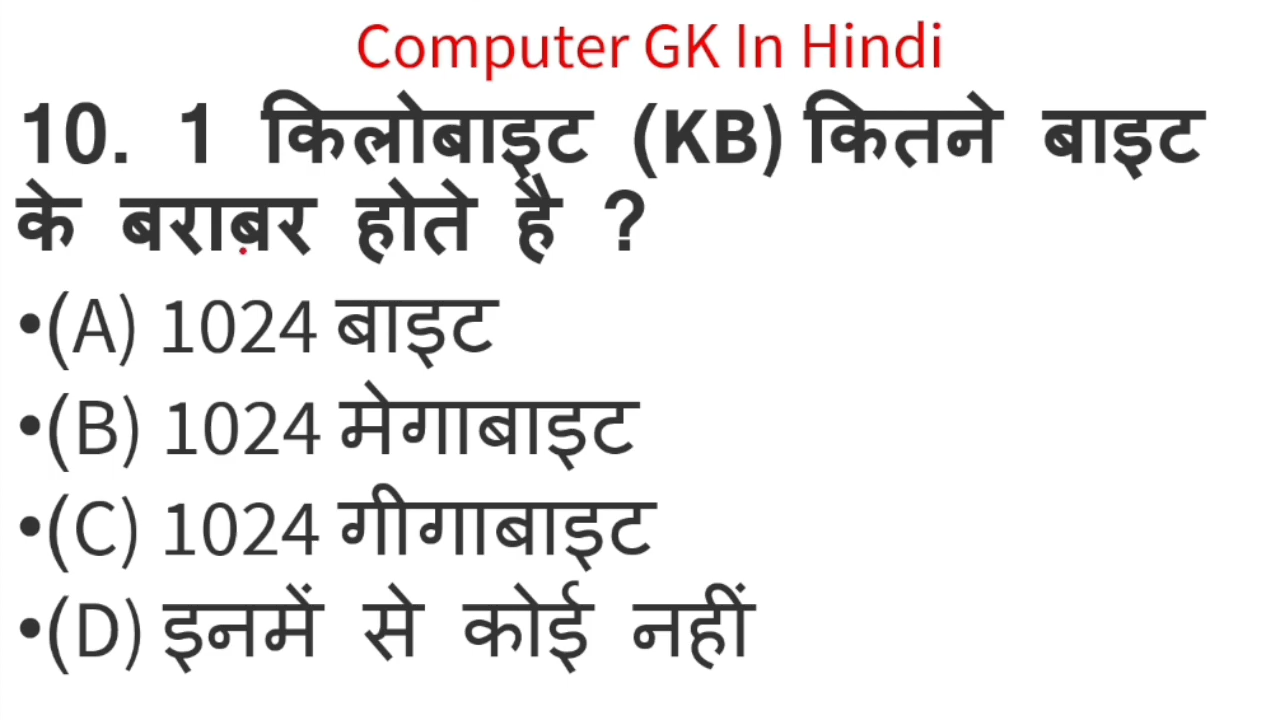 Computer GK In Hindi
10. 1 किलोबाइट (KB) कितने बाइट
के बराब़र होते है ?
•(A) 1024 बाइट
•(B) 1024 मेगाबाइट
•(C) 1024 गीगाबाइट
•(D) इनमें से कोई नहीं